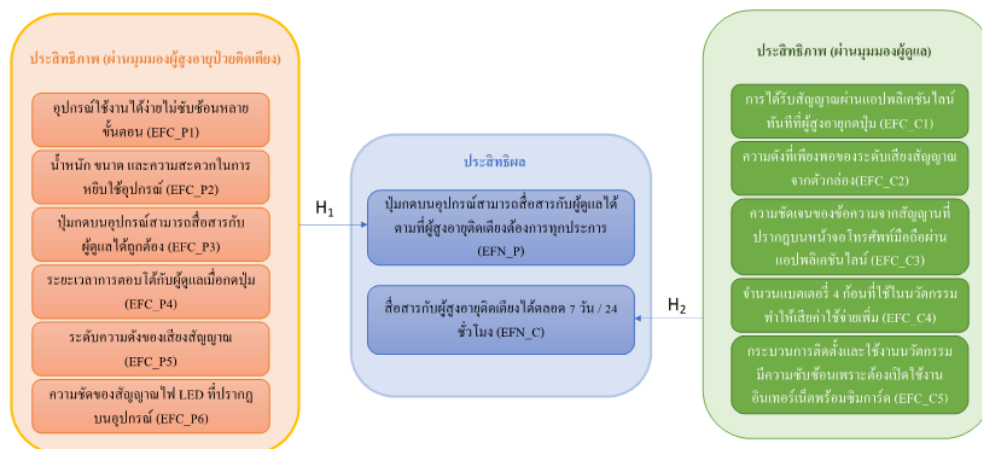 ประสิทธิภาพ (ผ่านมุมมองผู้สูงอายุป่วยติดเตียง)
อุปกรณ์ใช้งานได้ง่ายไม่ซับซ้อนหลาย
ขั้นตอน (EFC_P1)
น้ำหนัก ขนาด และความสะดวกในการ
หยิบใช้อุปกรณ์ (EFC_P2)
ปุ่มกดบนอุปกรณ์สามารถสื่อสารกับ
ผู้ดูแลได้ถูกต้อง (EFC_P3)
ระยะเวลาการตอบโต้กับผู้ดูแลเมื่อกดปุ่ม
(EFC_P4)
ระดับความดังของเสียงสัญญาณ
(EFC_P5)
ความชัดของสัญญาณไฟ LED ที่ปรากฏ
บนอุปกรณ์ (EFC_P6)
H1
ประสิทธิผล
ปุ่มกดบนอุปกรณ์สามารถสื่อสารกับผู้ดูแลได้
ตามที่ผู้สูงอายุติดเตียงต้องการทุกประการ
(EFN_P)
สื่อสารกับผู้สูงอายุติดเตียงได้ตลอด 7 วัน / 24
ชั่วโมง (EFN_C)
H2
ประสิทธิภาพ (ผ่านมุมมองผู้ดูแล)
การได้รับสัญญาณผ่านแอปพลิเคชันไลน์
ทันทีที่ผู้สูงอายุกดปุ่ม (EFC_C1)
ความดังที่เพียงพอของระดับเสียงสัญญาณ
จากตัวกล่อง(EFC_C2)
ความชัดเจนของข้อความจากสัญญานที่
ปรากฏบนหน้าจอโทรศัพท์มือถือผ่าน
แอปพลิเคชันไลน์ (EFC_C3)
จำนวนแบตเตอรี่ 4 ก้อนที่ใช้ในนวัตกรรม
ทำให้เสียค่าใช้จ่ายเพิ่ม (EFC_C4)
กระบวนการติดตั้งและใช้งานนวัตกรรม
มีความซับซ้อนเพราะต้องเปิดใช้งาน
อินเทอร์เน็ตพร้อมซิมการ์ด (EFC_C5)